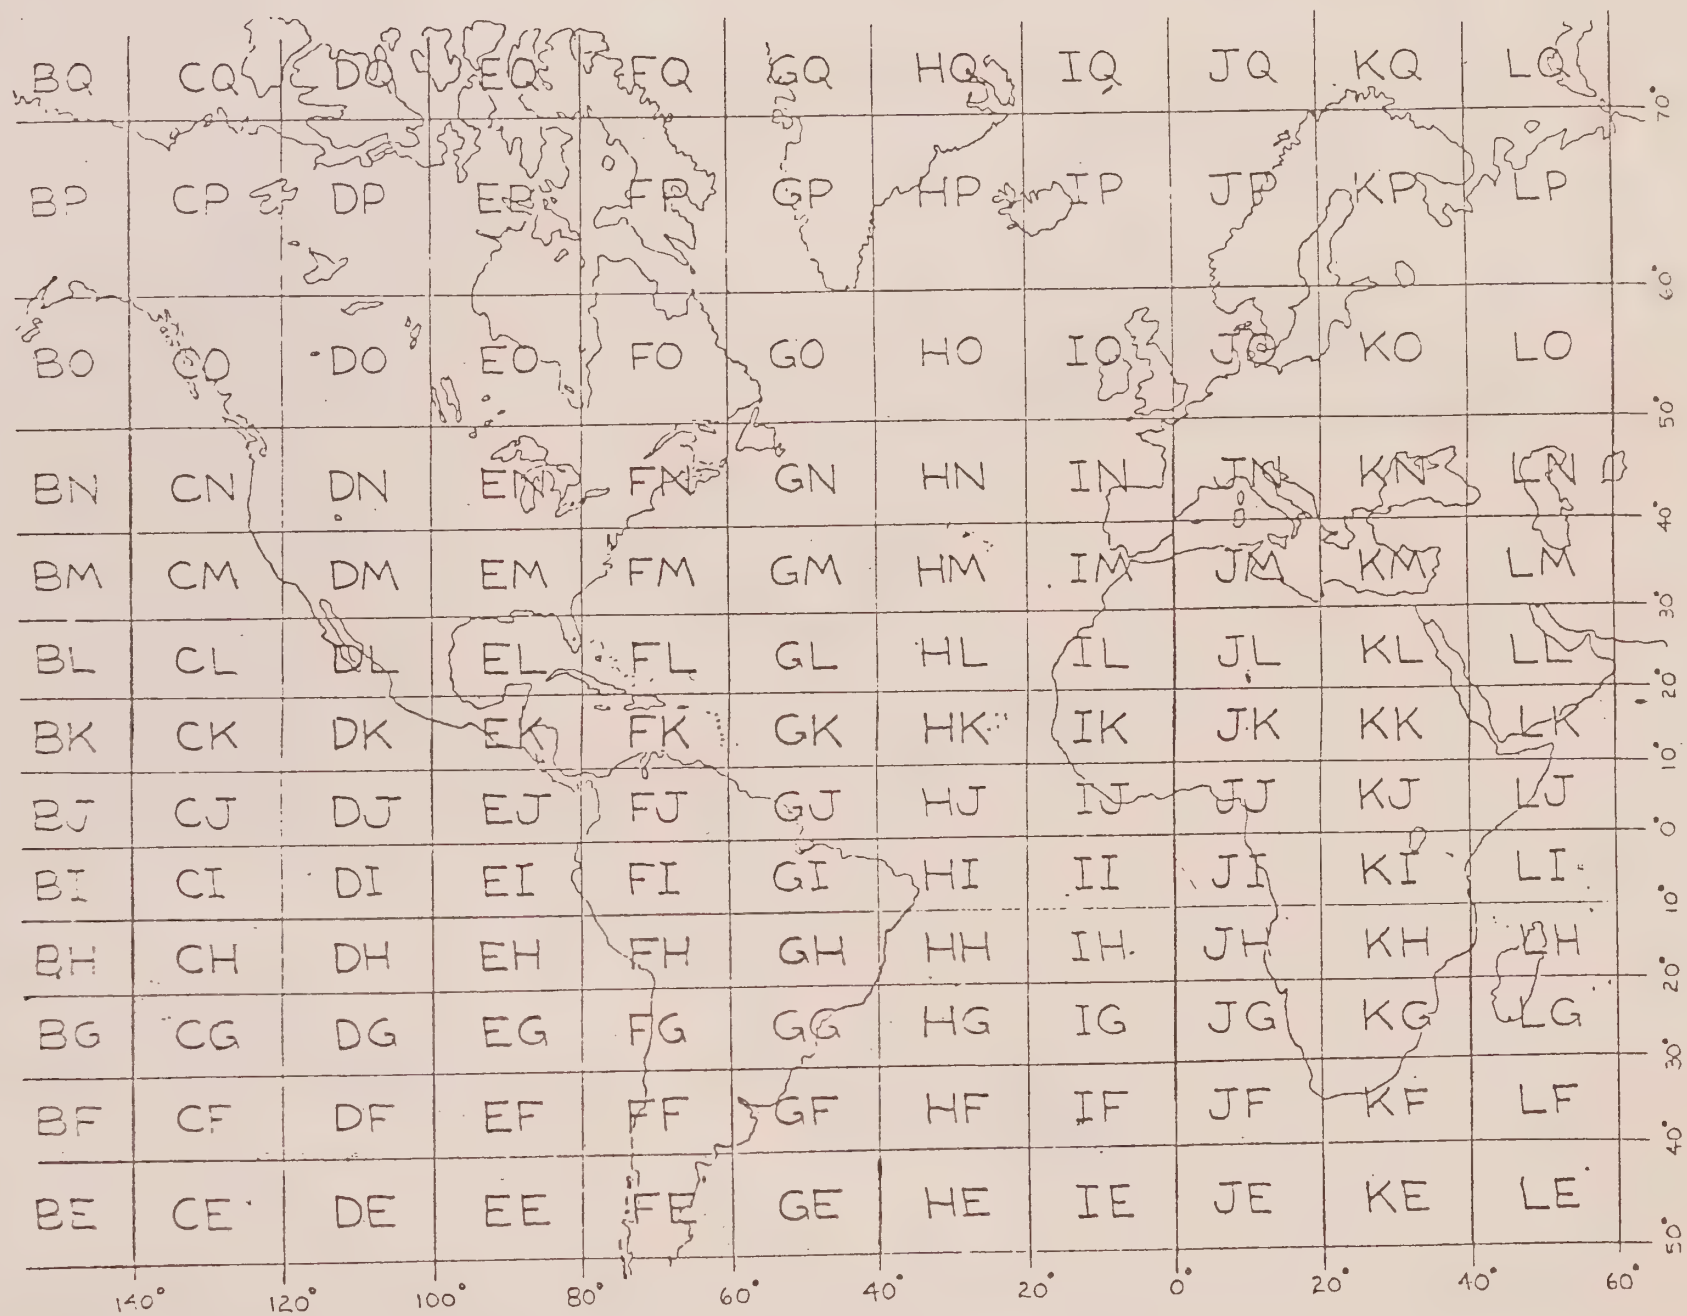 BQ CQ DQ EQ FQ GQ HQ IQ JQ KQ LQ
70°
BP CP DP EP FP GP HP IP JP KP LP
60°
BO CO DO EO FO GO HO IO JO KO LO
50°
BN CN DN EN FN GN HN IN JN KN LN
40°
BM CM DM EM FM GM HM IM JM KM LM
30°
BL CL DL EL FL GL HL IL JL KL LL
20°
BK CK DK EK FK GK HK IK JK KK LK
10°
BJ CJ DJ EJ FJ GJ HJ IJ JJ KJ LJ
0°
BI CI DI EI FI GI HI II JI KI LI
10°
BH CH DH EH FH GH HH IH JH KH LH
20°
BG CG DG EG FG GG HG IG JG KG LG
30°
BF CF DF EF FF GF HF IF JF KF LF
40°
BE CE DE EE FE GE HE IE JE KE LE
50°
140° 120° 100° 80° 60° 40° 20° 0° 20° 40° 60°